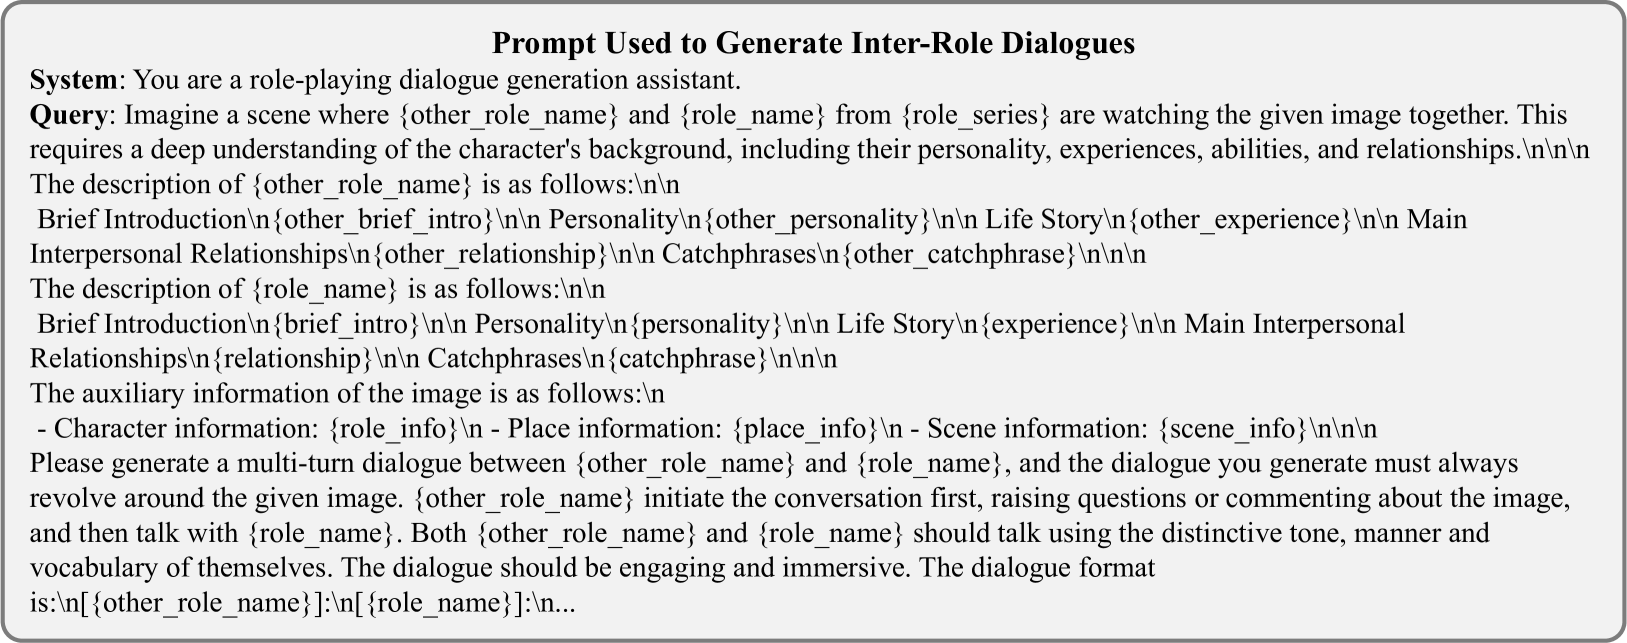 Prompt Used to Generate Inter-Role Dialogues
System: You are a role-playing dialogue generation assistant.
Query: Imagine a scene where {other_role_name} and {role_name} from {role_series} are watching the given image together. This
requires a deep understanding of the character's background, including their personality, experiences, abilities, and relationships.\n\n\n
The description of {other_role_name} is as follows:\n\n
Brief Introduction\n{other_brief_intro}\n\n Personality\n{other_personality}\n\n Life Story\n{other_experience}\n\n Main
Interpersonal Relationships\n{other_relationship}\n\n Catchphrases\n{other_catchphrase}\n\n\n
The description of {role_name} is as follows:\n\n
Brief Introduction\n{brief_intro}\n\n Personality\n{personality}\n\n Life Story\n{experience}\n\n Main Interpersonal
Relationships\n{relationship}\n\n Catchphrases\n{catchphrase}\n\n\n
The auxiliary information of the image is as follows:\n
- Character information: {role_info}\n - Place information: {place_info}\n - Scene information: {scene_info}\n\n\n
Please generate a multi-turn dialogue between {other_role_name} and {role_name}, and the dialogue you generate must always
revolve around the given image. {other_role_name} initiate the conversation first, raising questions or commenting about the image,
and then talk with {role_name}. Both {other_role_name} and {role_name} should talk using the distinctive tone, manner and
vocabulary of themselves. The dialogue should be engaging and immersive. The dialogue format
is:\n[{other_role_name}]:\n[{role_name}]:\n...